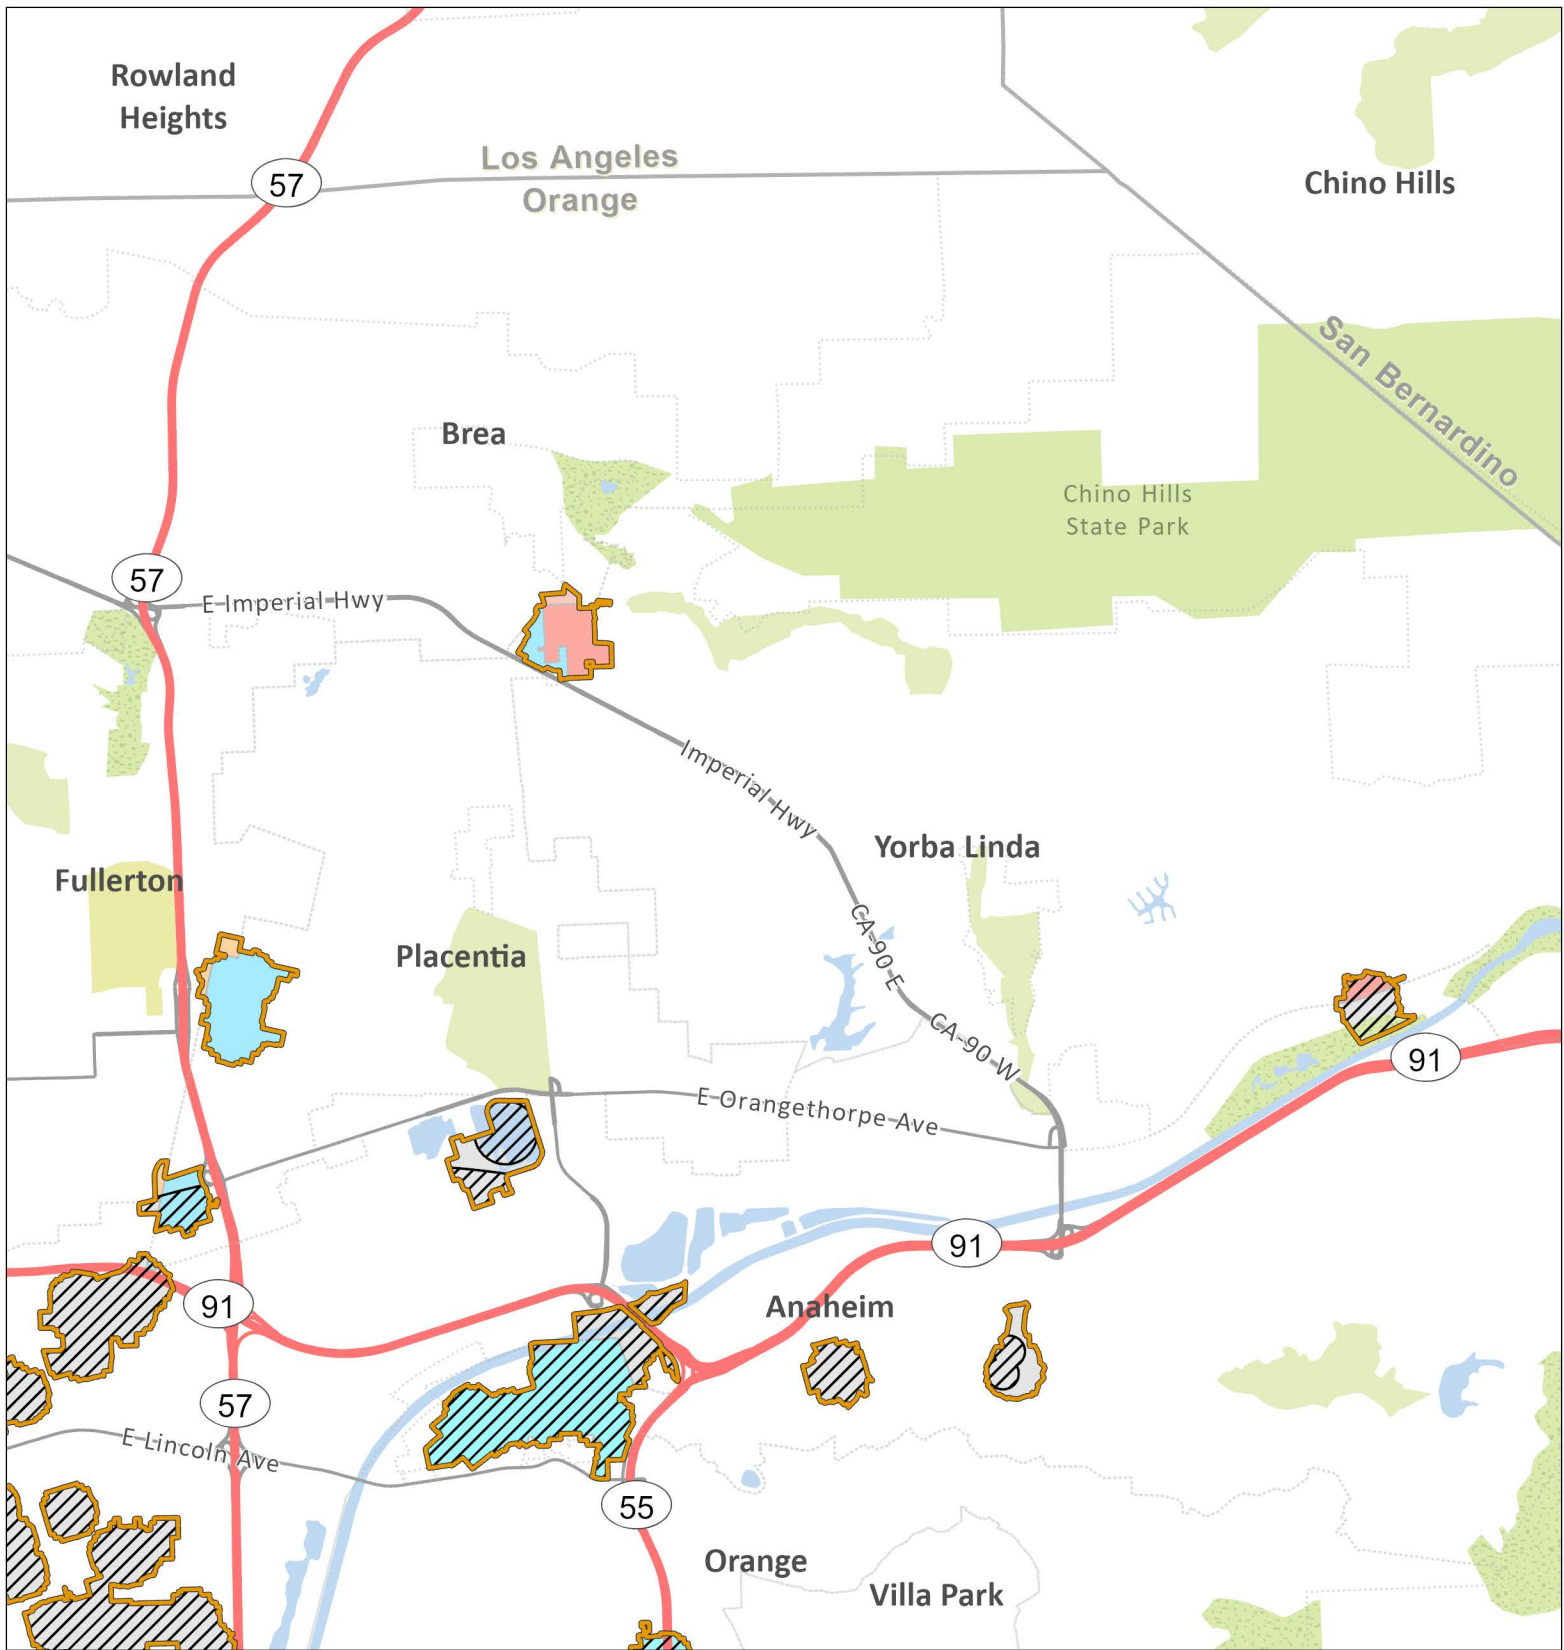 Rowland
Heights
57
Los Angeles
Orange
Chino Hills
San Bernardino
Brea
Chino Hills
State Park
57
E Imperial Hwy
Imperial Hwy
Yorba Linda
Fullerton
CA-90 E
Placentia
CA-90 W
91
E Orangethorpe Ave
91
91
Anaheim
57
E Lincoln Ave
55
Orange
Villa Park